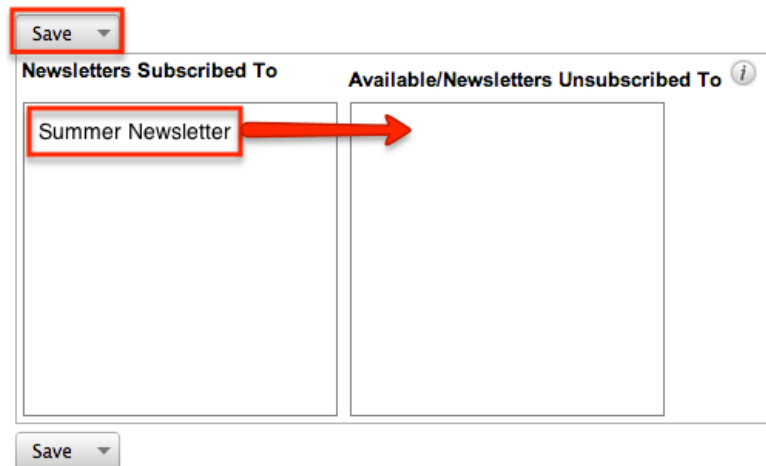 Save
Newsletters Subscribed To
Available/Newsletters Unsubscribed To i
Summer Newsletter
Save